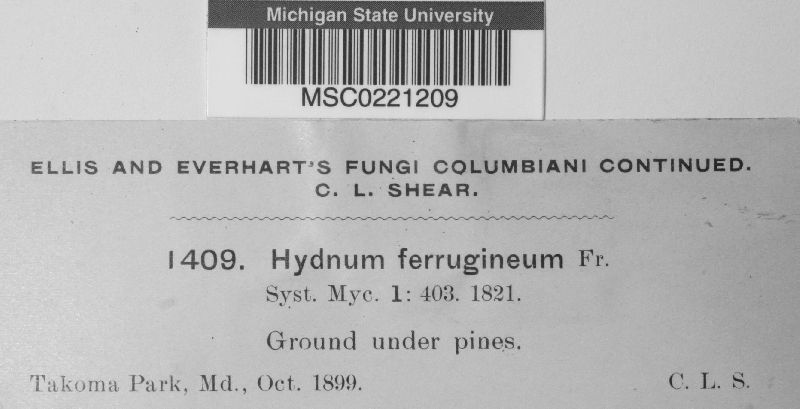 Michigan State University
MSC0221209
ELLIS AND EVERHART'S FUNGI COLUMBIANI CONTINUED.
C. L. SHEAR.
1409. Hydnum ferrugineum Fr.
Syst. Myc. 1: 403. 1821.
Ground under pines.
Takoma Park, Md., Oct. 1899. C. L. S.